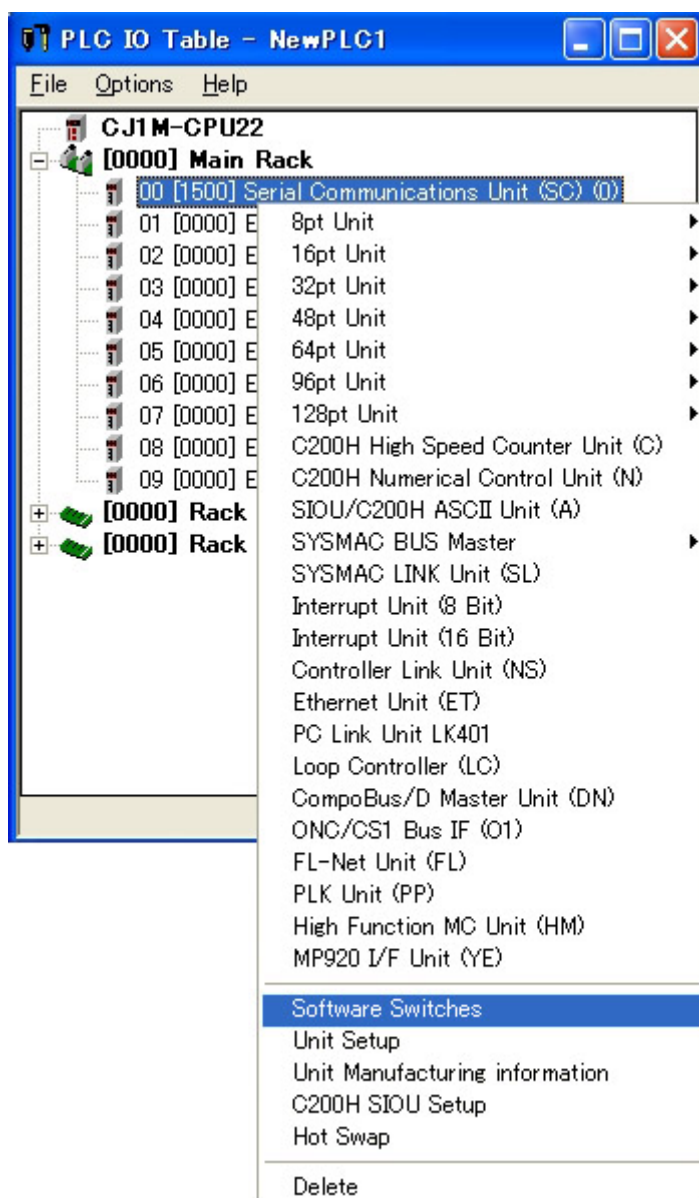 PLC IO Table - NewPLC1
File Options Help
CJ1M-CPU22
[0000] Main Rack
00 [1500] Serial Communications Unit (SC) (0)
01 [0000] E
02 [0000] E
03 [0000] E
04 [0000] E
05 [0000] E
06 [0000] E
07 [0000] E
08 [0000] E
09 [0000] E
[0000] Rack
[0000] Rack
8pt Unit
16pt Unit
32pt Unit
48pt Unit
64pt Unit
96pt Unit
128pt Unit
C200H High Speed Counter Unit (C)
C200H Numerical Control Unit (N)
SIOU/C200H ASCII Unit (A)
SYSMAC BUS Master
SYSMAC LINK Unit (SL)
Interrupt Unit (8 Bit)
Interrupt Unit (16 Bit)
Controller Link Unit (NS)
Ethernet Unit (ET)
PC Link Unit LK401
Loop Controller (LC)
CompoBus/D Master Unit (DN)
ONC/CS1 Bus IF (O1)
FL-Net Unit (FL)
PLK Unit (PP)
High Function MC Unit (HM)
MP920 I/F Unit (YE)
Software Switches
Unit Setup
Unit Manufacturing information
C200H SIOU Setup
Hot Swap
Delete